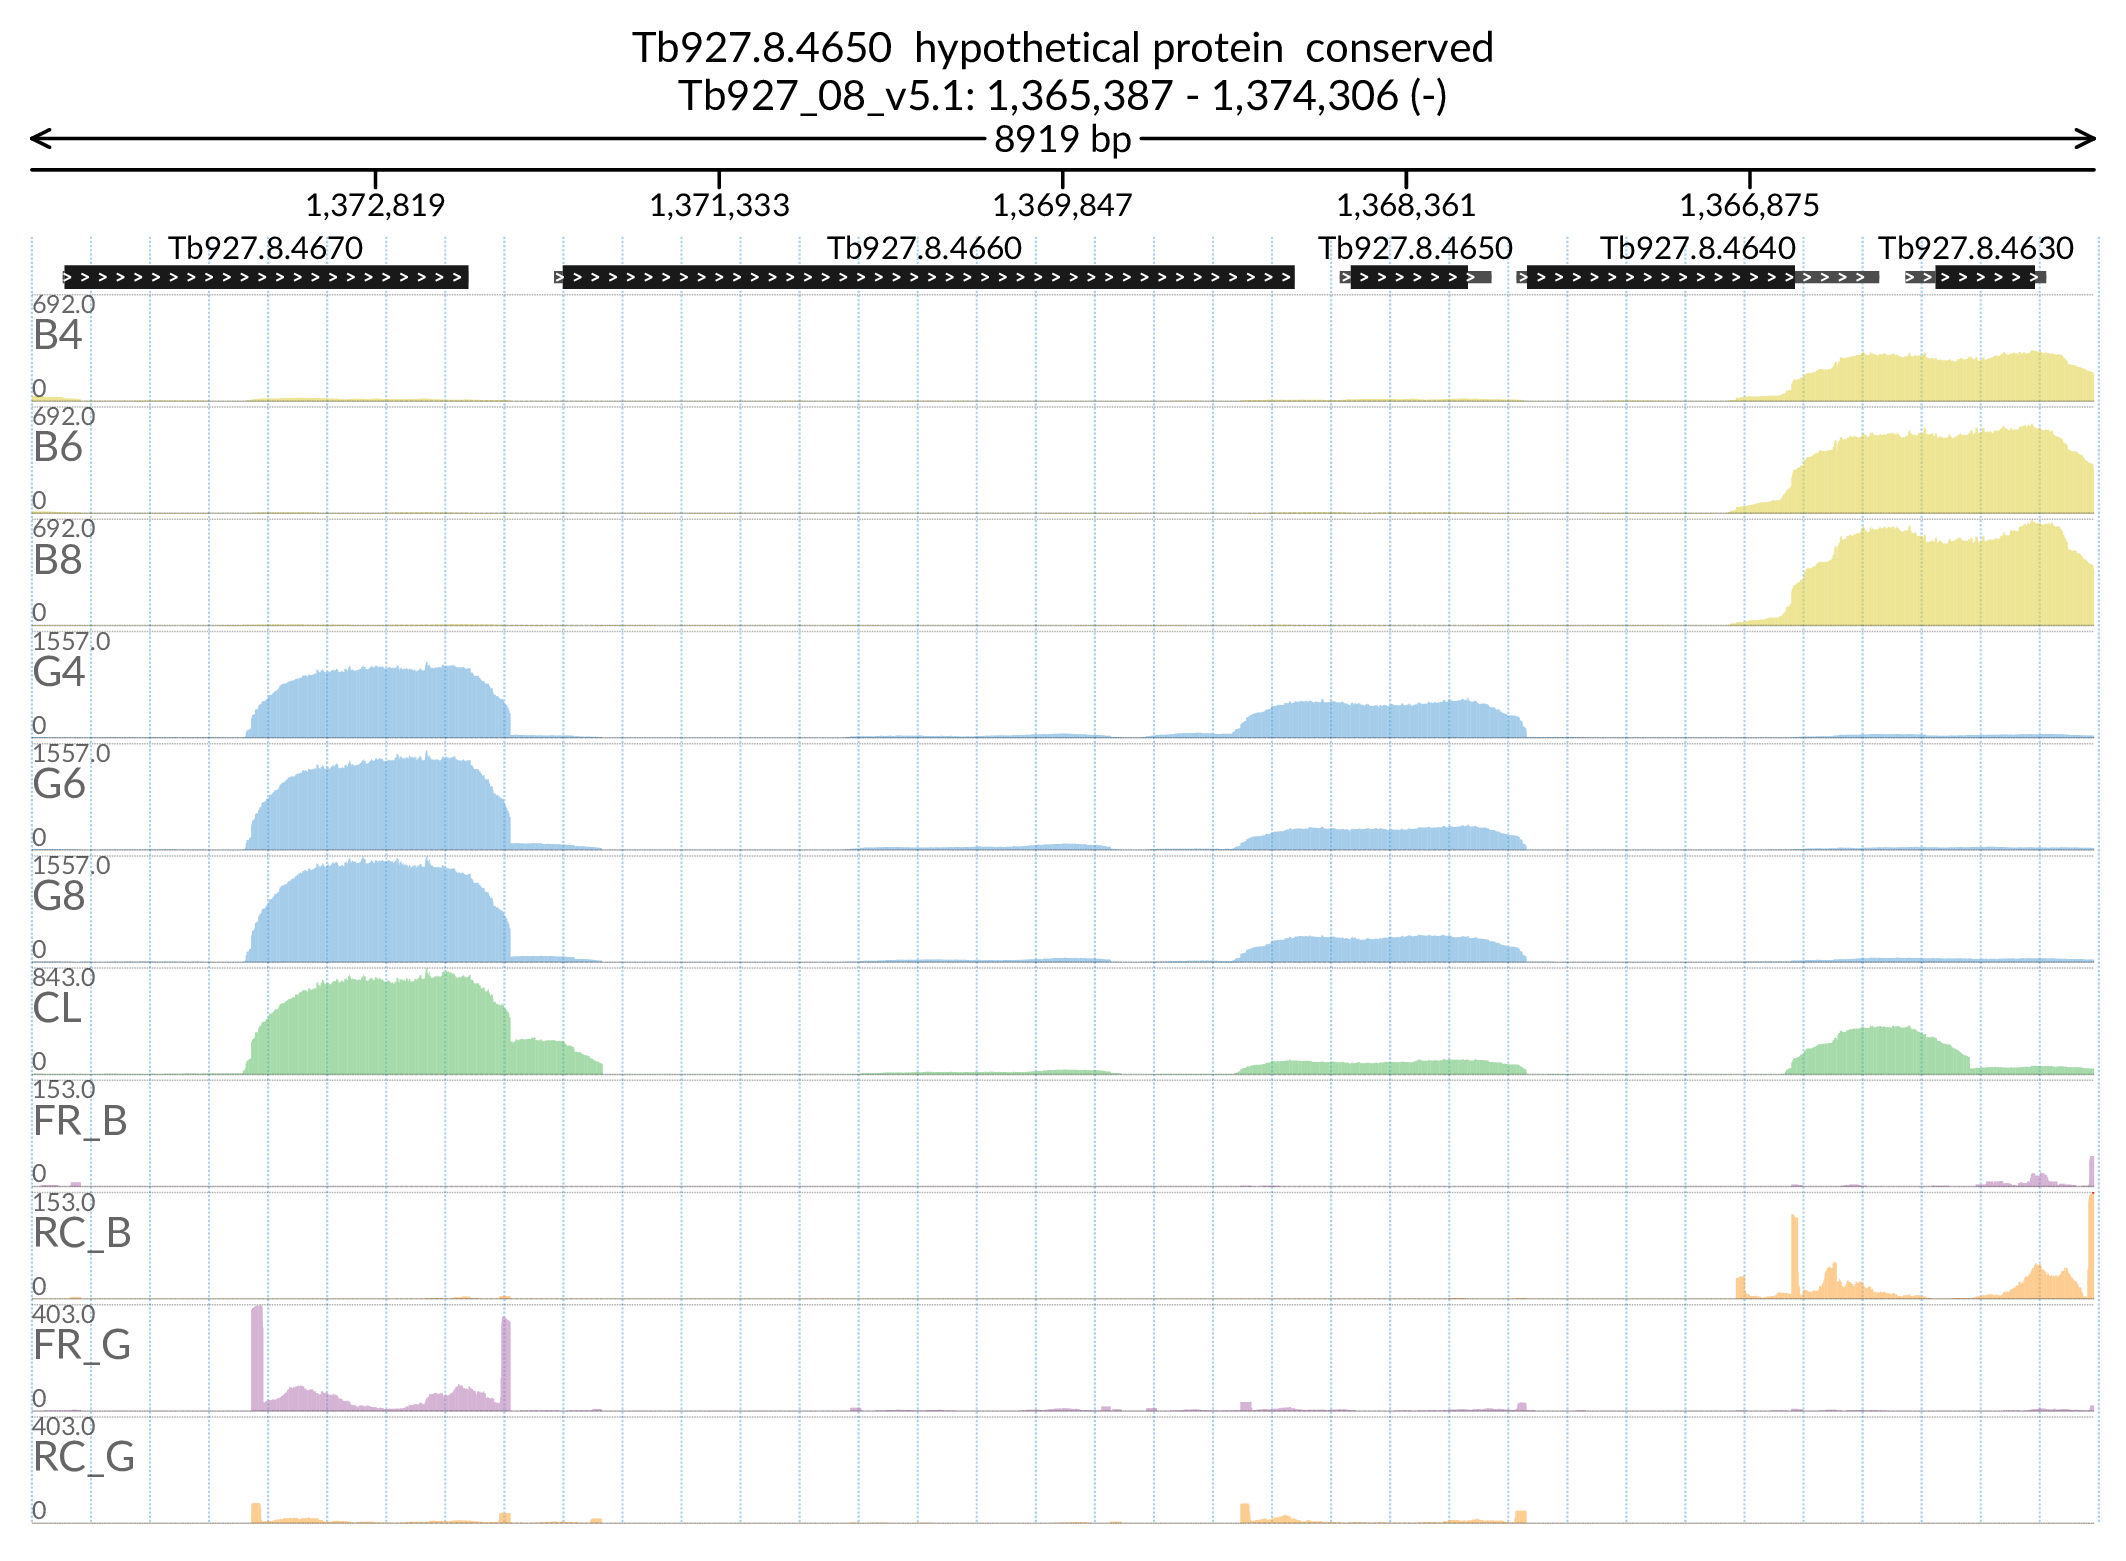 Tb927.8.4650  hypothetical protein  conserved
Tb927_08_v5.1: 1,365,387 - 1,374,306 (-)
8919 bp
1,372,819 1,371,333 1,369,847 1,368,361 1,366,875
Tb927.8.4670 Tb927.8.4660 Tb927.8.4650 Tb927.8.4640 Tb927.8.4630
692.0
B4
0
692.0
B6
0
692.0
B8
0
1557.0
G4
0
1557.0
G6
0
1557.0
G8
0
843.0
CL
0
153.0
FR_B
0
153.0
RC_B
0
403.0
FR_G
0
403.0
RC_G
0